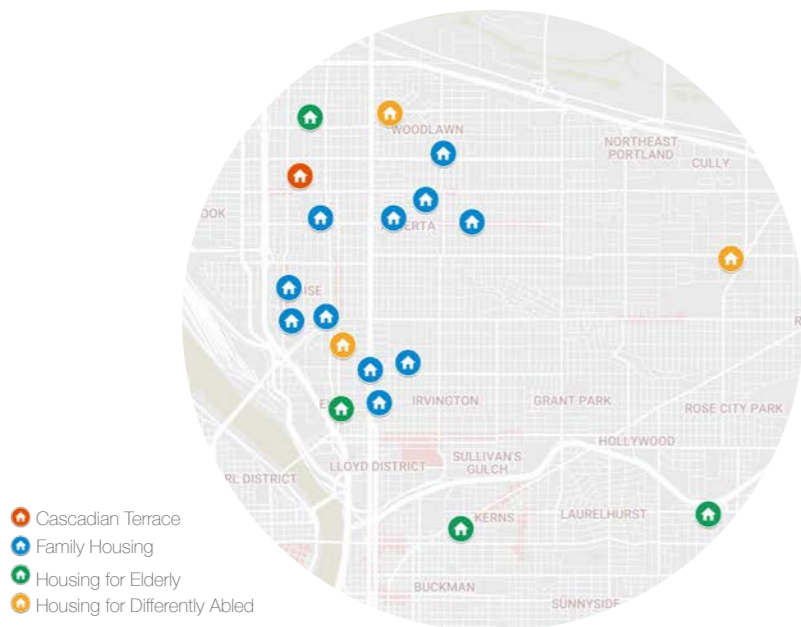 WOODLAWN
NORTHEAST
PORTLAND
CULLY
OOK
ERTA
ISE
IRVINGTON
GRANT PARK
ROSE CITY PARK
HOLLYWOOD
LLOYD DISTRICT
SULLIVAN'S
GULCH
RL DISTRICT
KERNS
LAURELHURST
BUCKMAN
SUNNYSIDE
Cascadian Terrace
Family Housing
Housing for Elderly
Housing for Differently Abled